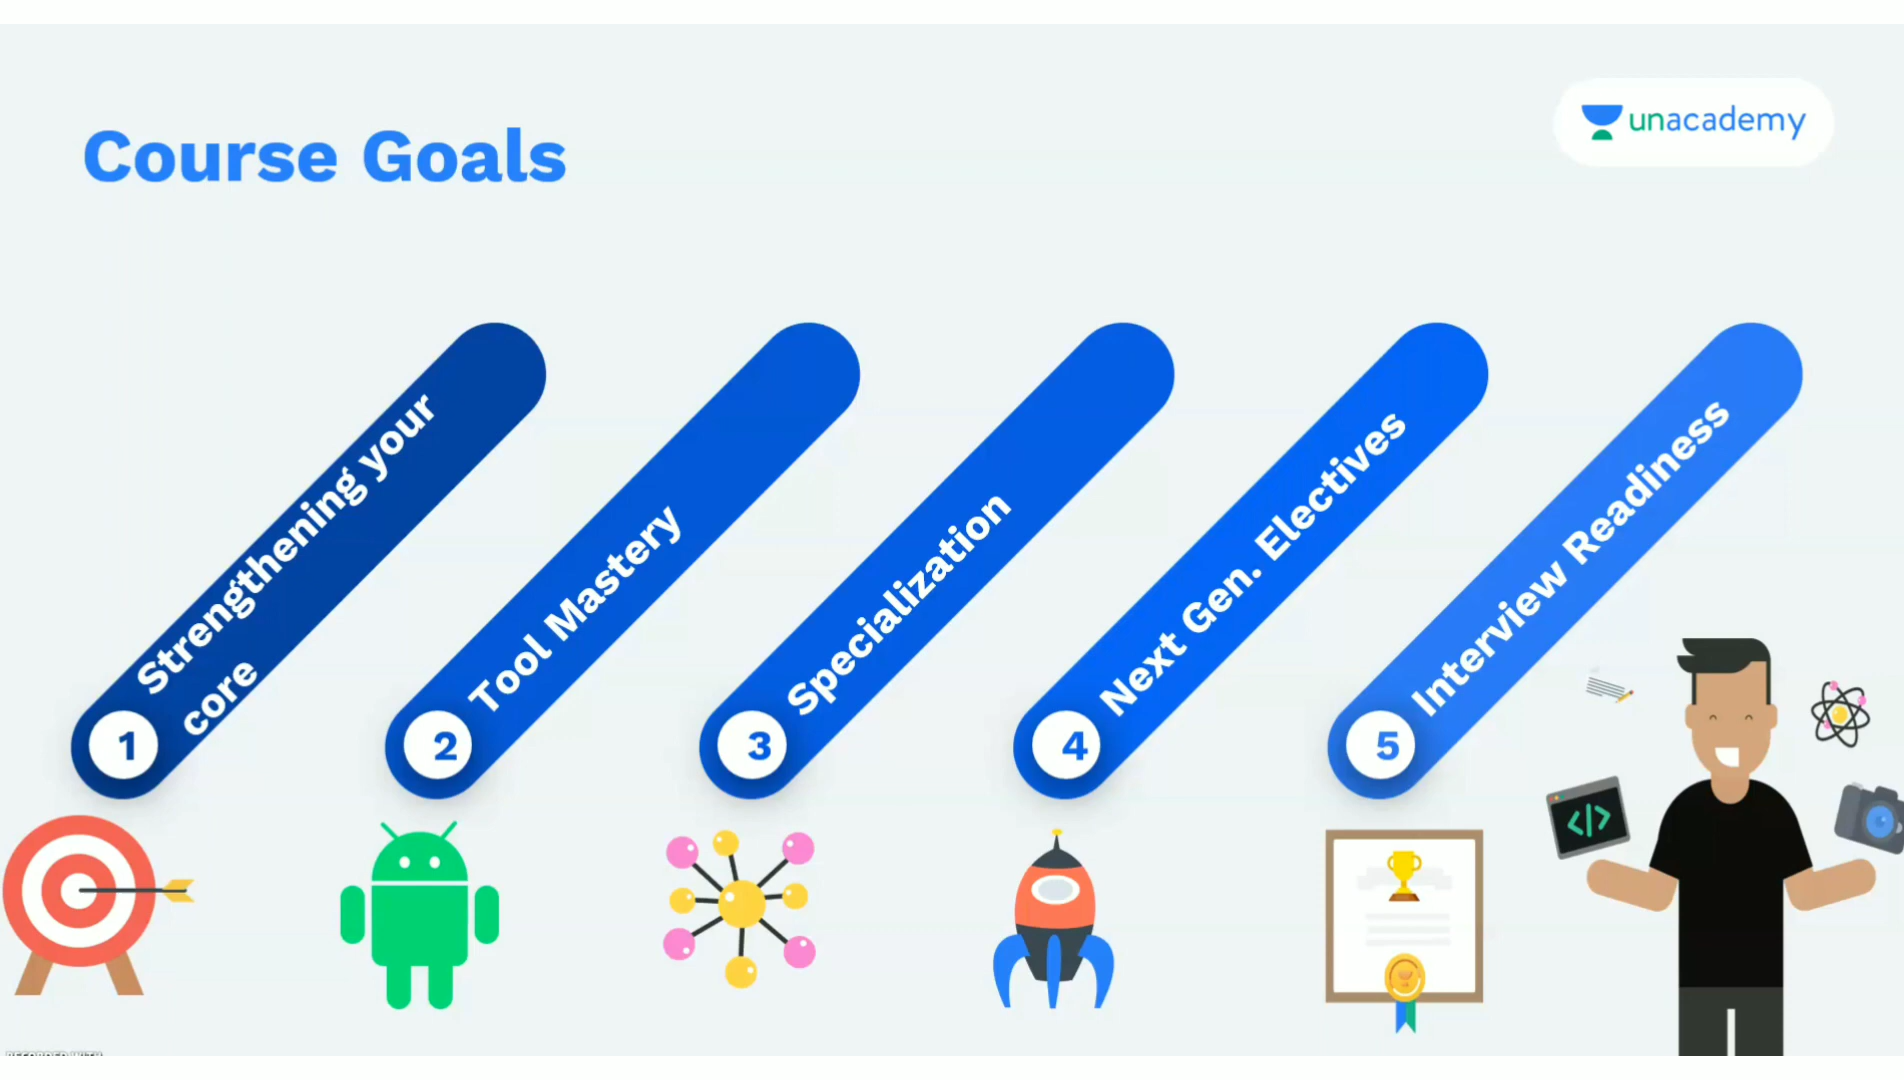 Course Goals
unacademy
Strengthening your
core
1
Tool Mastery
2
Specialization
3
Next Gen. Electives
4
Interview Readiness
5
</>